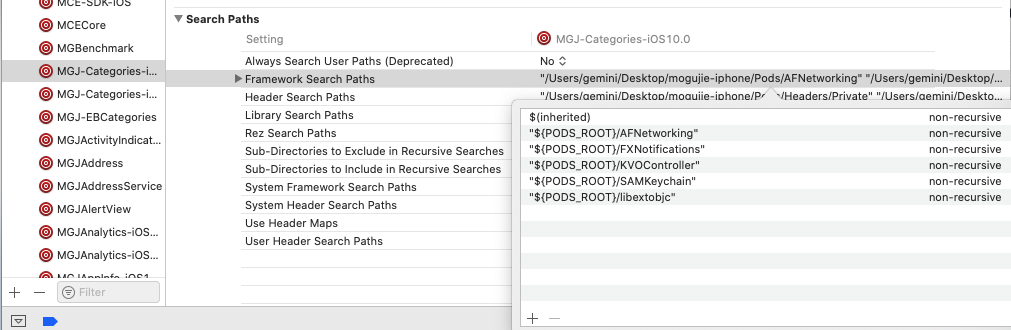 MCE-SDK-iOS
MCECore
MGBenchmark
MGJ-Categories-i...
MGJ-Categories-i...
MGJ-EBCategories
MGJActivityIndicat...
MGJAddress
MGJAddressService
MGJAlertView
MGJAnalytics-iOS...
MGJAnalytics-iOS...
MGJAppInfo-iOS1
Filter
Search Paths
Setting
MGJ-Categories-iOS10.0
Always Search User Paths (Deprecated)
No
Framework Search Paths
"/Users/gemini/Desktop/mogujie-iphone/Pods/AFNetworking" "/Users/gemini/Desktop/...
Header Search Paths
"/Users/gemini/Desktop/mogujie-iphone/Pods/Headers/Private" "/Users/gemini/Deskto...
Library Search Paths
Rez Search Paths
Sub-Directories to Exclude in Recursive Searches
Sub-Directories to Include in Recursive Searches
System Framework Search Paths
System Header Search Paths
Use Header Maps
User Header Search Paths
$(inherited) non-recursive
"${PODS_ROOT}/AFNetworking" non-recursive
"${PODS_ROOT}/FXNotifications" non-recursive
"${PODS_ROOT}/KVOController" non-recursive
"${PODS_ROOT}/SAMKeychain" non-recursive
"${PODS_ROOT}/libextobjc" non-recursive